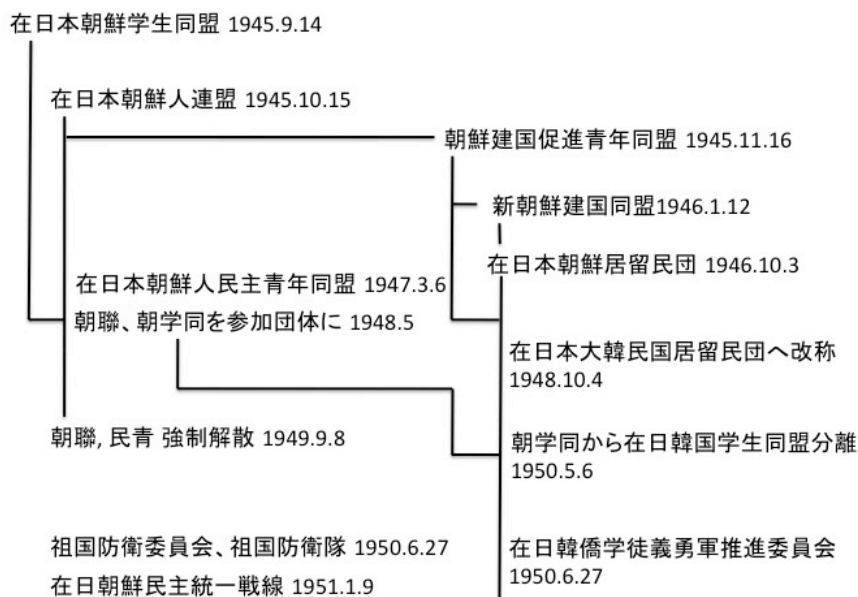 在日本朝鮮学生同盟 1945.9.14
在日本朝鮮人連盟 1945.10.15
朝鮮建国促進青年同盟 1945.11.16
新朝鮮建国同盟1946.1.12
在日本朝鮮居留民団 1946.10.3
在日本朝鮮人民主青年同盟 1947.3.6
朝聯、朝学同を参加団体に 1948.5
在日本大韓民国居留民団へ改称
1948.10.4
朝聯, 民青 強制解散 1949.9.8
朝学同から在日韓国学生同盟分離
1950.5.6
祖国防衛委員会、祖国防衛隊 1950.6.27
在日韓僑学徒義勇軍推進委員会
1950.6.27
在日朝鮮民主統一戦線 1951.1.9